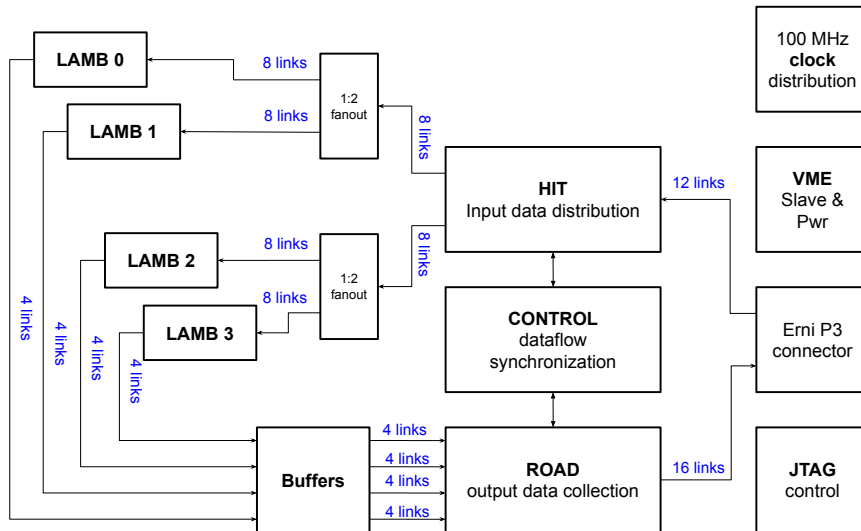 LAMB 0
8 links
100 MHz
clock
distribution
1:2
fanout
LAMB 1
8 links
8 links
HIT
Input data distribution
12 links
VME
Slave &
Pwr
LAMB 2
8 links
1:2
fanout
8 links
LAMB 3
8 links
CONTROL
dataflow
synchronization
Erni P3
connector
4 links
4 links
4 links
4 links
Buffers
4 links
4 links
4 links
4 links
ROAD
output data collection
16 links
JTAG
control